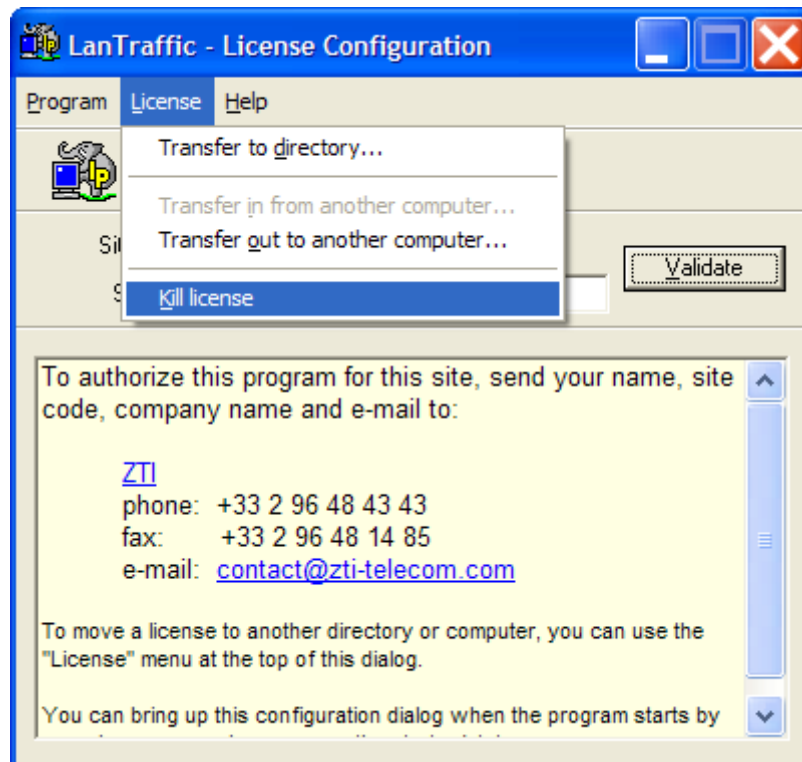 LanTraffic - License Configuration
Program License Help
Transfer to directory...
Transfer in from another computer...
Transfer out to another computer...
Kill license
Validate
To authorize this program for this site, send your name, site
code, company name and e-mail to:
ZTI
phone: +33 2 96 48 43 43
fax: +33 2 96 48 14 85
e-mail: contact@zti-telecom.com
To move a license to another directory or computer, you can use the
"License" menu at the top of this dialog.
You can bring up this configuration dialog when the program starts by